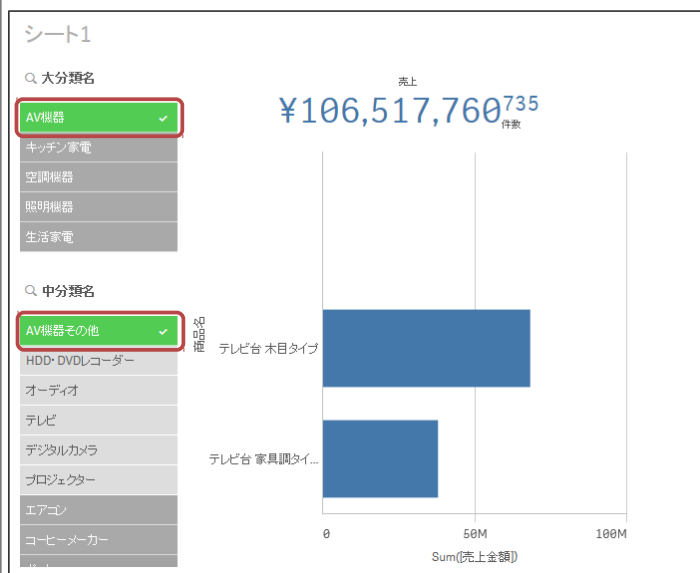 シート1
大分類名
AV機器
キッチン家電
空調機器
照明機器
生活家電
中分類名
AV機器その他
HDD・DVDレコーダー
オーディオ
テレビ
デジタルカメラ
プロジェクター
エアコン
コーヒーメーカー
売上
¥106,517,760 735
件数
商品名
テレビ台 木目タイプ
テレビ台 家具調タイ...
0 50M 100M
Sum([売上金額])